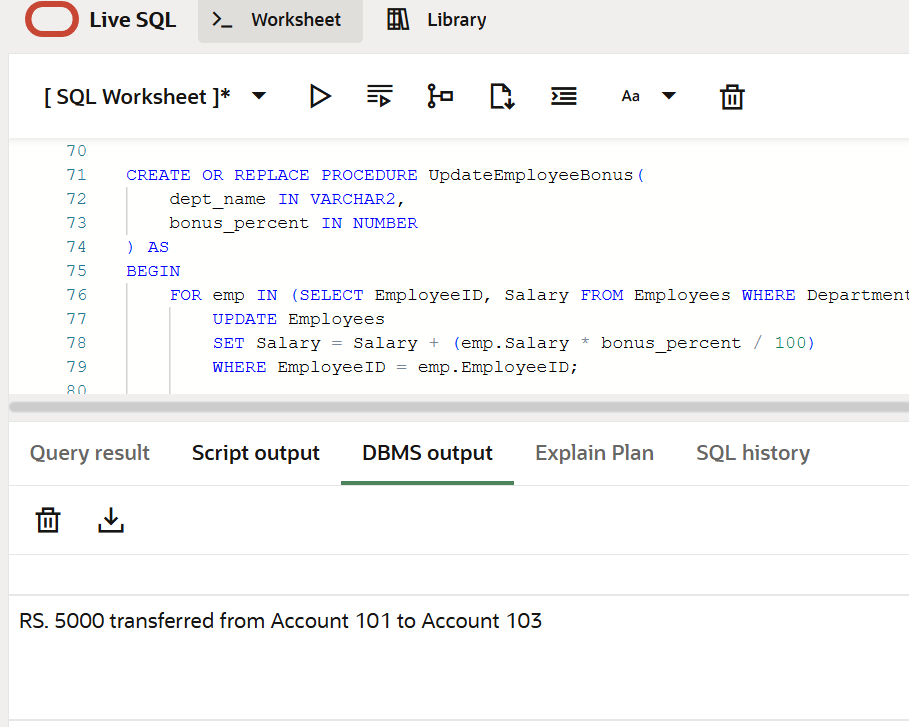 Live SQL
>_ Worksheet
Library
[ SQL Worksheet ]*
Aa
70
71 CREATE OR REPLACE PROCEDURE UpdateEmployeeBonus(
72 dept_name IN VARCHAR2,
73 bonus_percent IN NUMBER
74 ) AS
75 BEGIN
76 FOR emp IN (SELECT EmployeeID, Salary FROM Employees WHERE Department
77 UPDATE Employees
78 SET Salary = Salary + (emp.Salary * bonus_percent / 100)
79 WHERE EmployeeID = emp.EmployeeID;
80
Query result
Script output
DBMS output
Explain Plan
SQL history
RS. 5000 transferred from Account 101 to Account 103